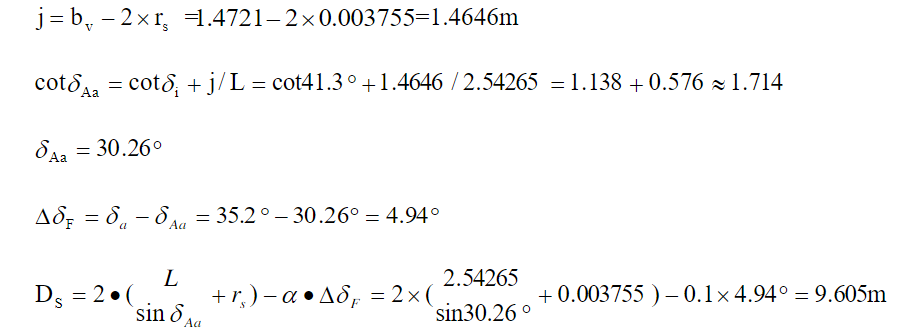 j = b_v − 2 × r_s =1.4721− 2 × 0.003755=1.4646m
cotδ_Aa = cotδ_i + j/ L = cot41.3° +1.4646 / 2.54265 = 1.138 + 0.576 ≈ 1.714
δ_Aa = 30.26°
Δδ_F = δ_a − δ_Aa = 35.2° − 30.26° = 4.94°
D_S = 2 • ( L / sin δ_Aa + r_s ) − α • Δδ_F = 2 × ( 2.54265 / sin30.26° + 0.003755 ) − 0.1 × 4.94° = 9.605m